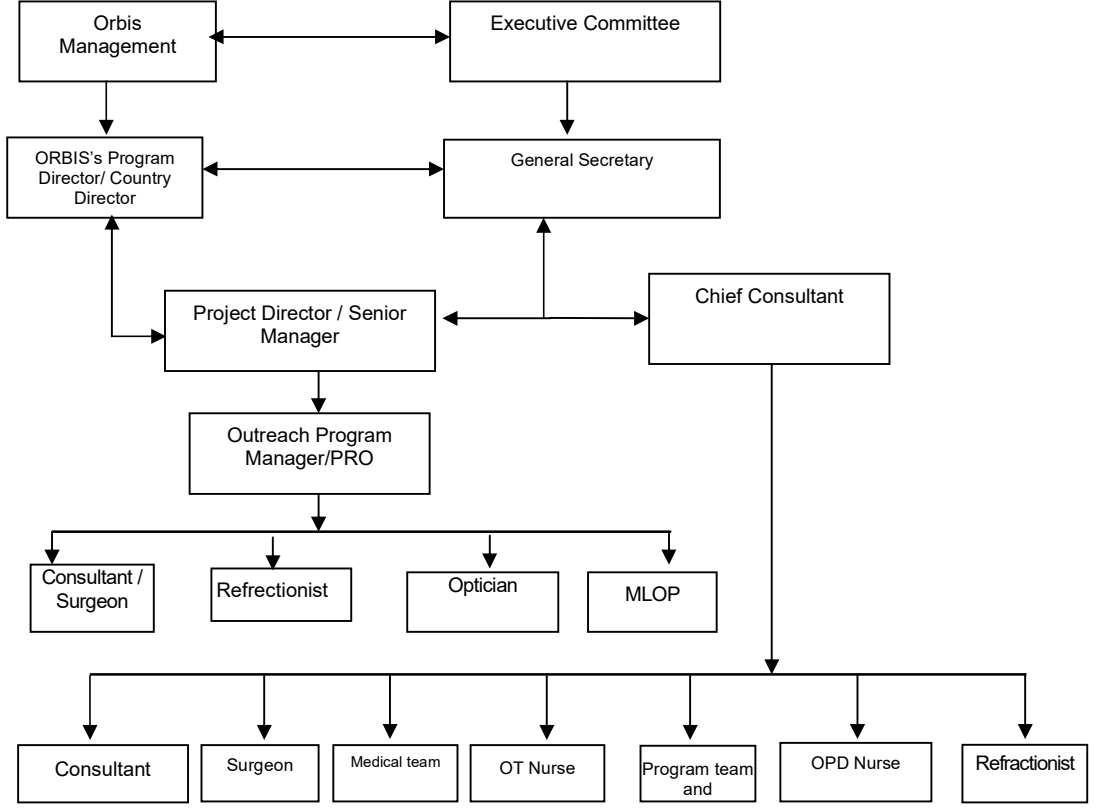 Orbis
Management
Executive Committee
ORBIS's Program
Director/ Country
Director
General Secretary
Chief Consultant
Project Director / Senior
Manager
Outreach Program
Manager/PRO
Consultant /
Surgeon
Refrectionist
Optician
MLOP
Consultant
Surgeon
Medical team
OT Nurse
Program team
and
OPD Nurse
Refractionist